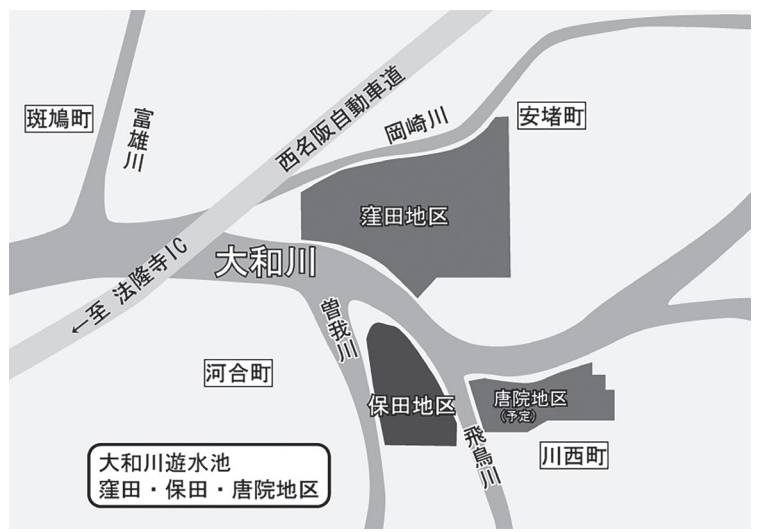 斑鳩町
富雄川
西名阪自動車道
岡崎川
安堵町
窪田地区
大和川
←至 法隆寺IC
曽我川
河合町
保田地区
唐院地区
(予定)
飛鳥川
川西町
大和川遊水池
窪田・保田・唐院地区